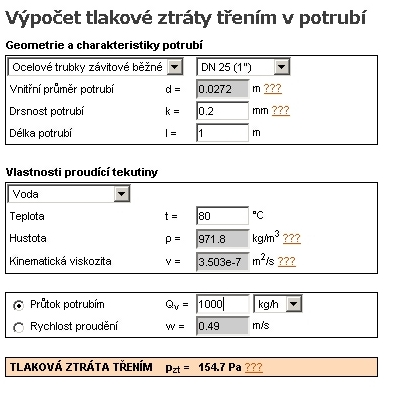 Výpočet tlakové ztráty třením v potrubí
Geometrie a charakteristiky potrubí
Ocelové trubky závitové běžné DN 25 (1")
Vnitřní průměr potrubí d = 0.0272 m ???
Drsnost potrubí k = 0.2 mm ???
Délka potrubí l = 1 m
Vlastnosti proudící tekutiny
Voda
Teplota t = 80 °C
Hustota ρ = 971.8 kg/m³ ???
Kinematická viskozita ν = 3.503e-7 m²/s ???
Průtok potrubím Qv = 1000 kg/h
Rychlost proudění w = 0.49 m/s
TLAKOVÁ ZTRÁTA TŘENÍM pzt = 154.7 Pa ???